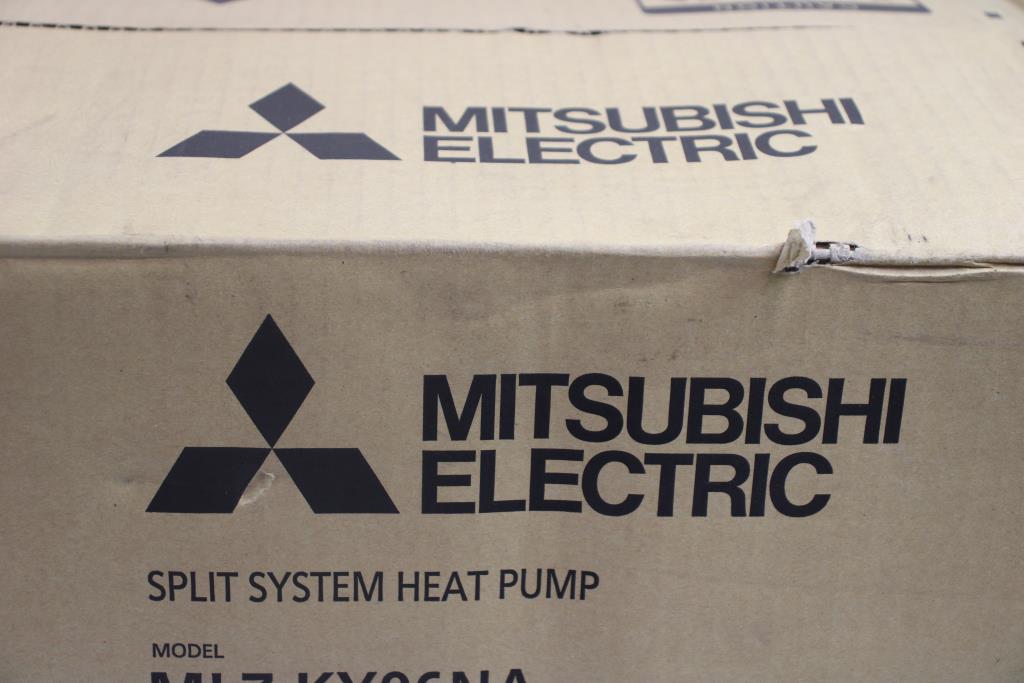 MITSUBISHI
ELECTRIC
MITSUBISHI
ELECTRIC
SPLIT SYSTEM HEAT PUMP
MODEL